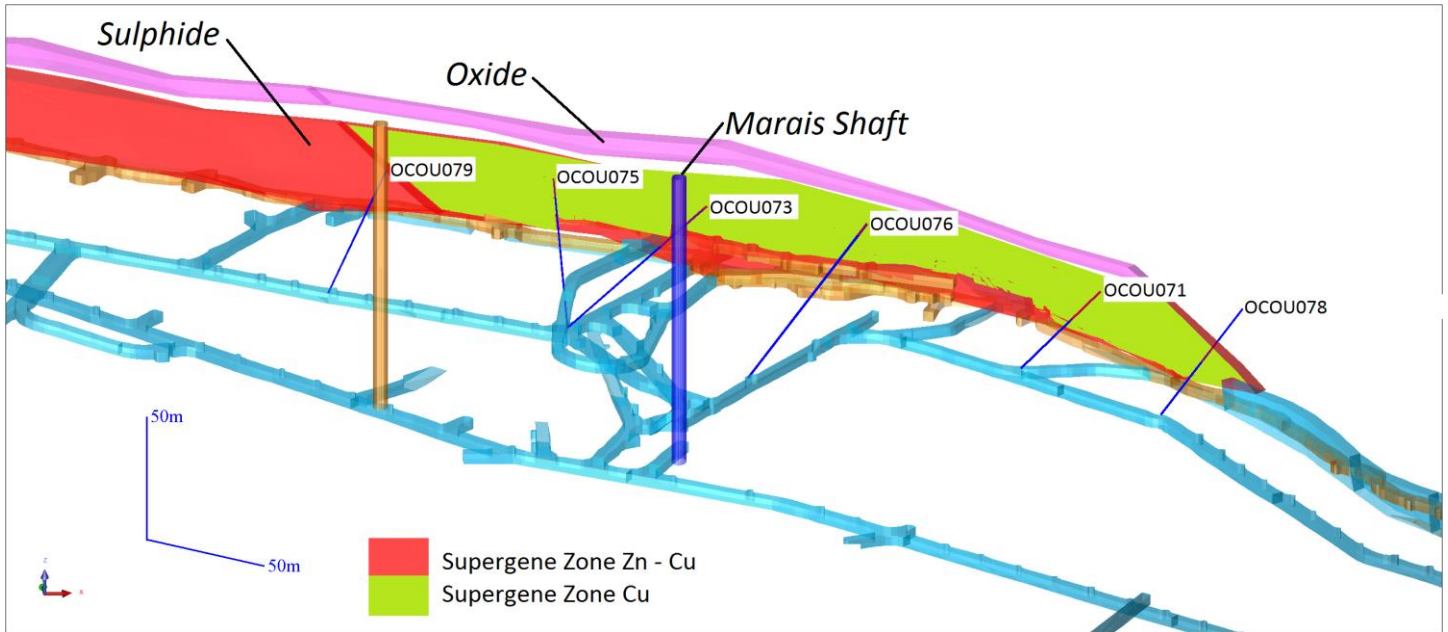 Sulphide
Oxide
Marais Shaft
OCOU079
OCOU075
OCOU073
OCOU076
OCOU071
OCOU078
50m
50m
Supergene Zone Zn - Cu
Supergene Zone Cu
z
x